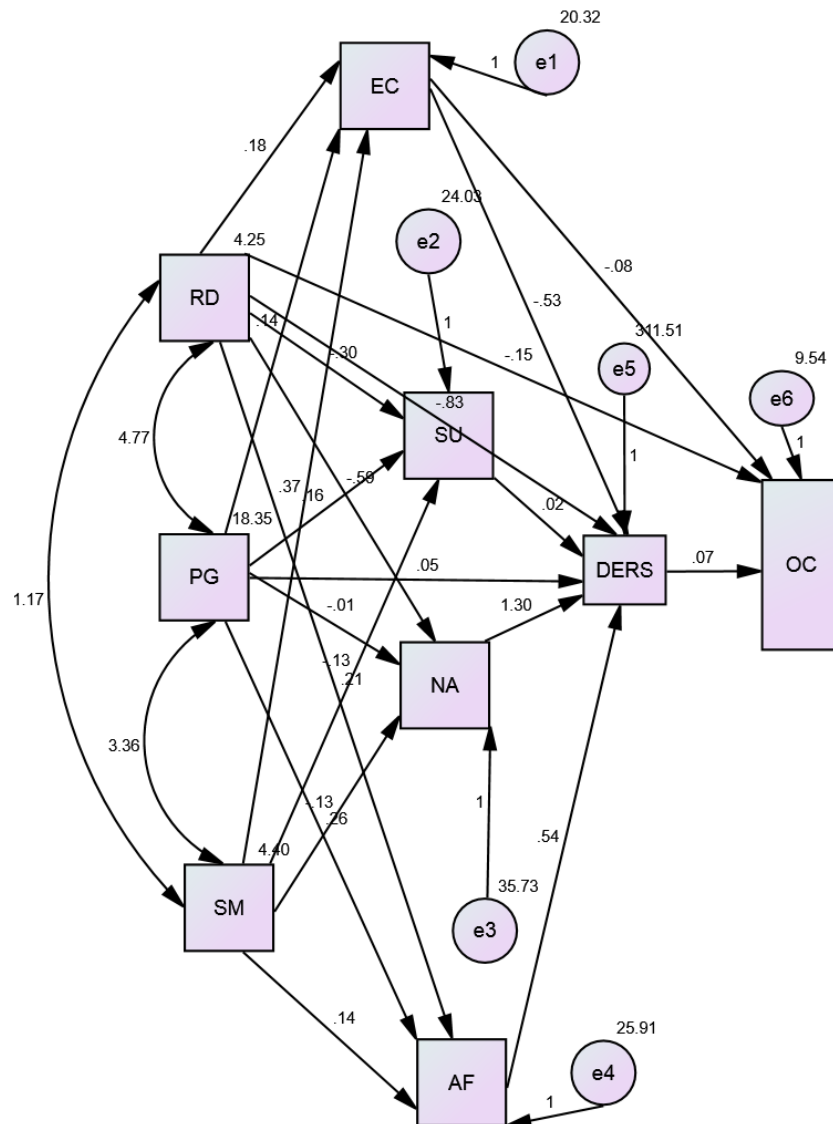 20.32
1
e1
EC
.18
24.03
4.25
e2
-.08
RD
-.53
.14
1
311.51
-.30
-.15
e5
9.54
-.83
e6
SU
4.77
1
1
.37
.16
-.59
.02
18.35
.05
.07
OC
PG
DERS
1.17
-.01
1.30
-.13
.21
NA
3.36
-.13
1
.26
.54
4.40
35.73
SM
e3
.14
25.91
AF
e4
1